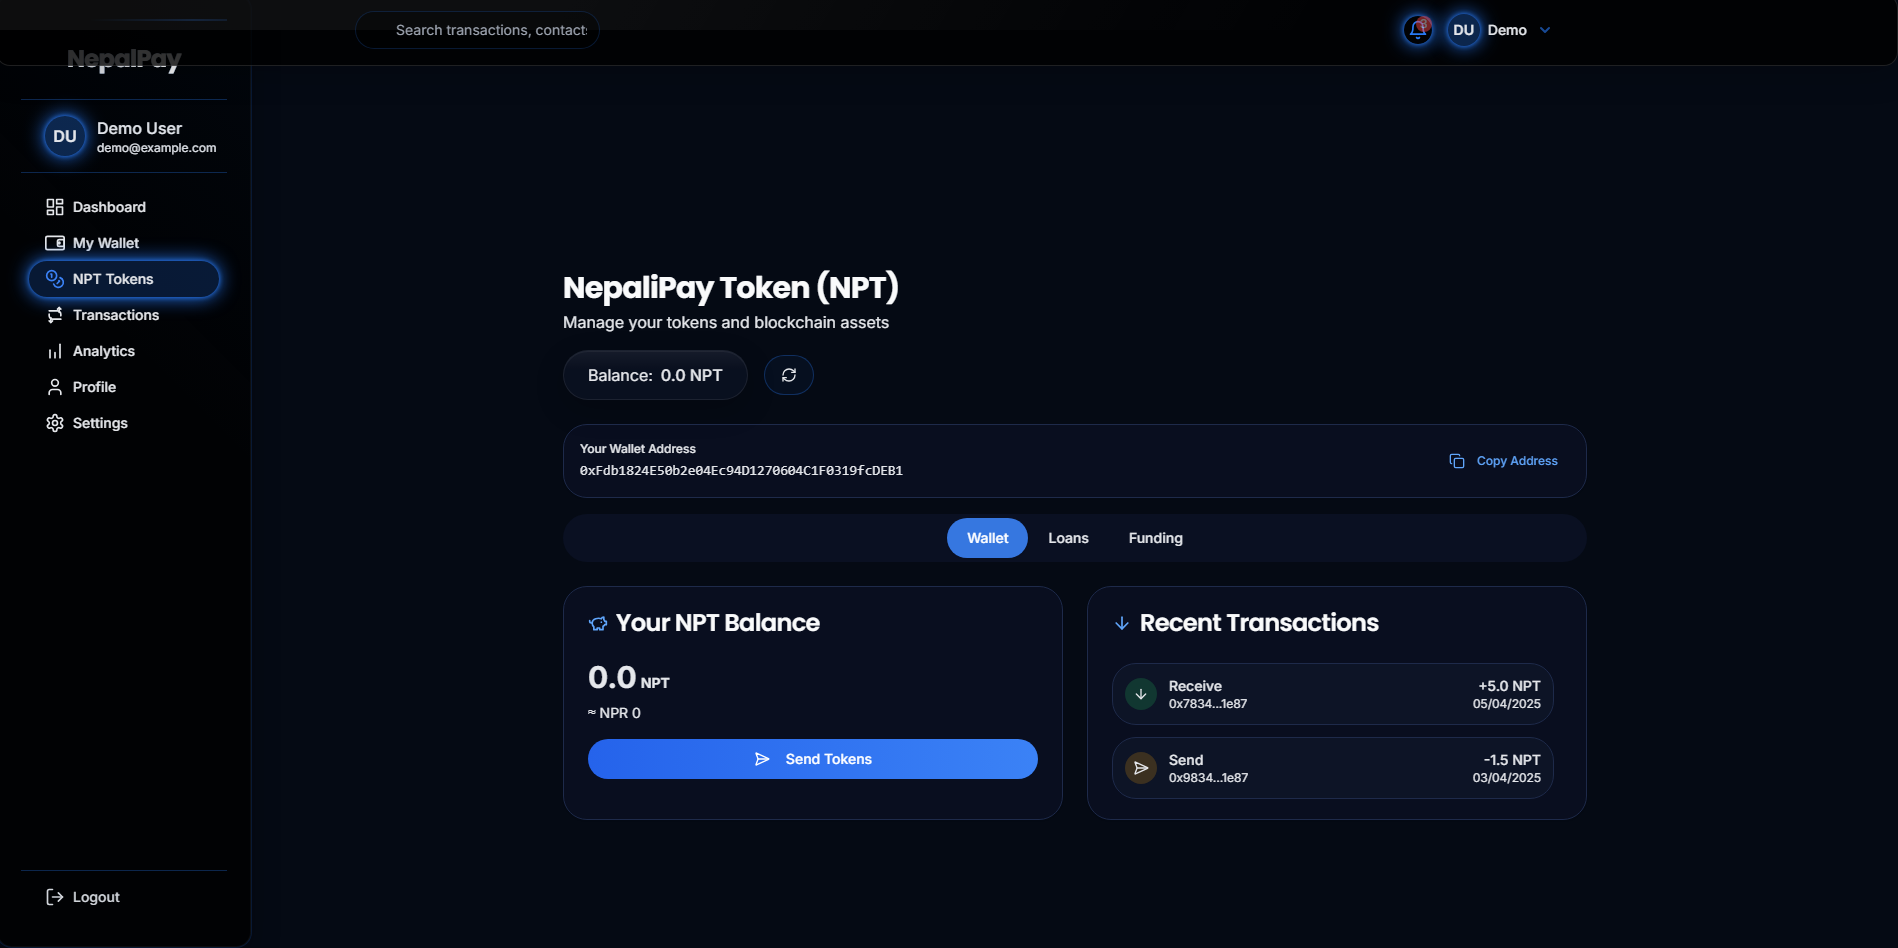 Search transactions, contact
3
DU
Demo
NepalPay
DU
Demo User
demo@example.com
Dashboard
My Wallet
NPT Tokens
Transactions
Analytics
Profile
Settings
Logout
NepaliPay Token (NPT)
Manage your tokens and blockchain assets
Balance: 0.0 NPT
Your Wallet Address
0xFdb1824E50b2e04Ec94D1270604C1F0319fcDEB1
Copy Address
Wallet
Loans
Funding
Your NPT Balance
0.0 NPT
≈ NPR 0
Send Tokens
Recent Transactions
Receive
+5.0 NPT
0x7834...1e87
05/04/2025
Send
-1.5 NPT
0x9834...1e87
03/04/2025